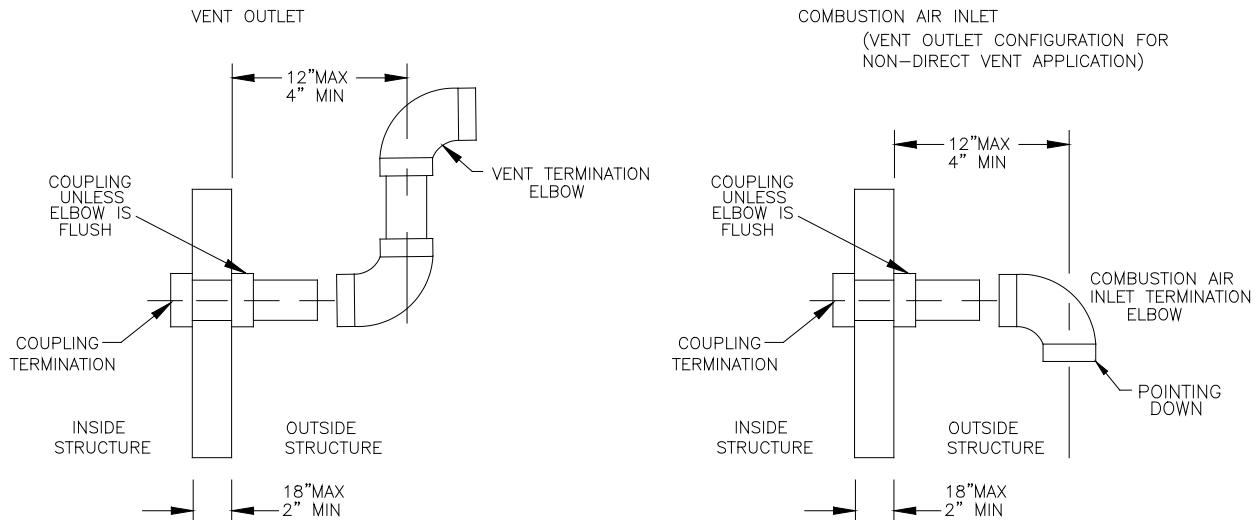 VENT OUTLET
12”MAX
4” MIN
VENT TERMINATION
ELBOW
COUPLING
UNLESS
ELBOW IS
FLUSH
COUPLING
TERMINATION
INSIDE
STRUCTURE
OUTSIDE
STRUCTURE
18”MAX
2” MIN
COMBUSTION AIR INLET
(VENT OUTLET CONFIGURATION FOR
NON–DIRECT VENT APPLICATION)
12”MAX
4” MIN
COUPLING
UNLESS
ELBOW IS
FLUSH
COMBUSTION AIR
INLET TERMINATION
ELBOW
COUPLING
TERMINATION
POINTING
DOWN
INSIDE
STRUCTURE
OUTSIDE
STRUCTURE
18”MAX
2” MIN